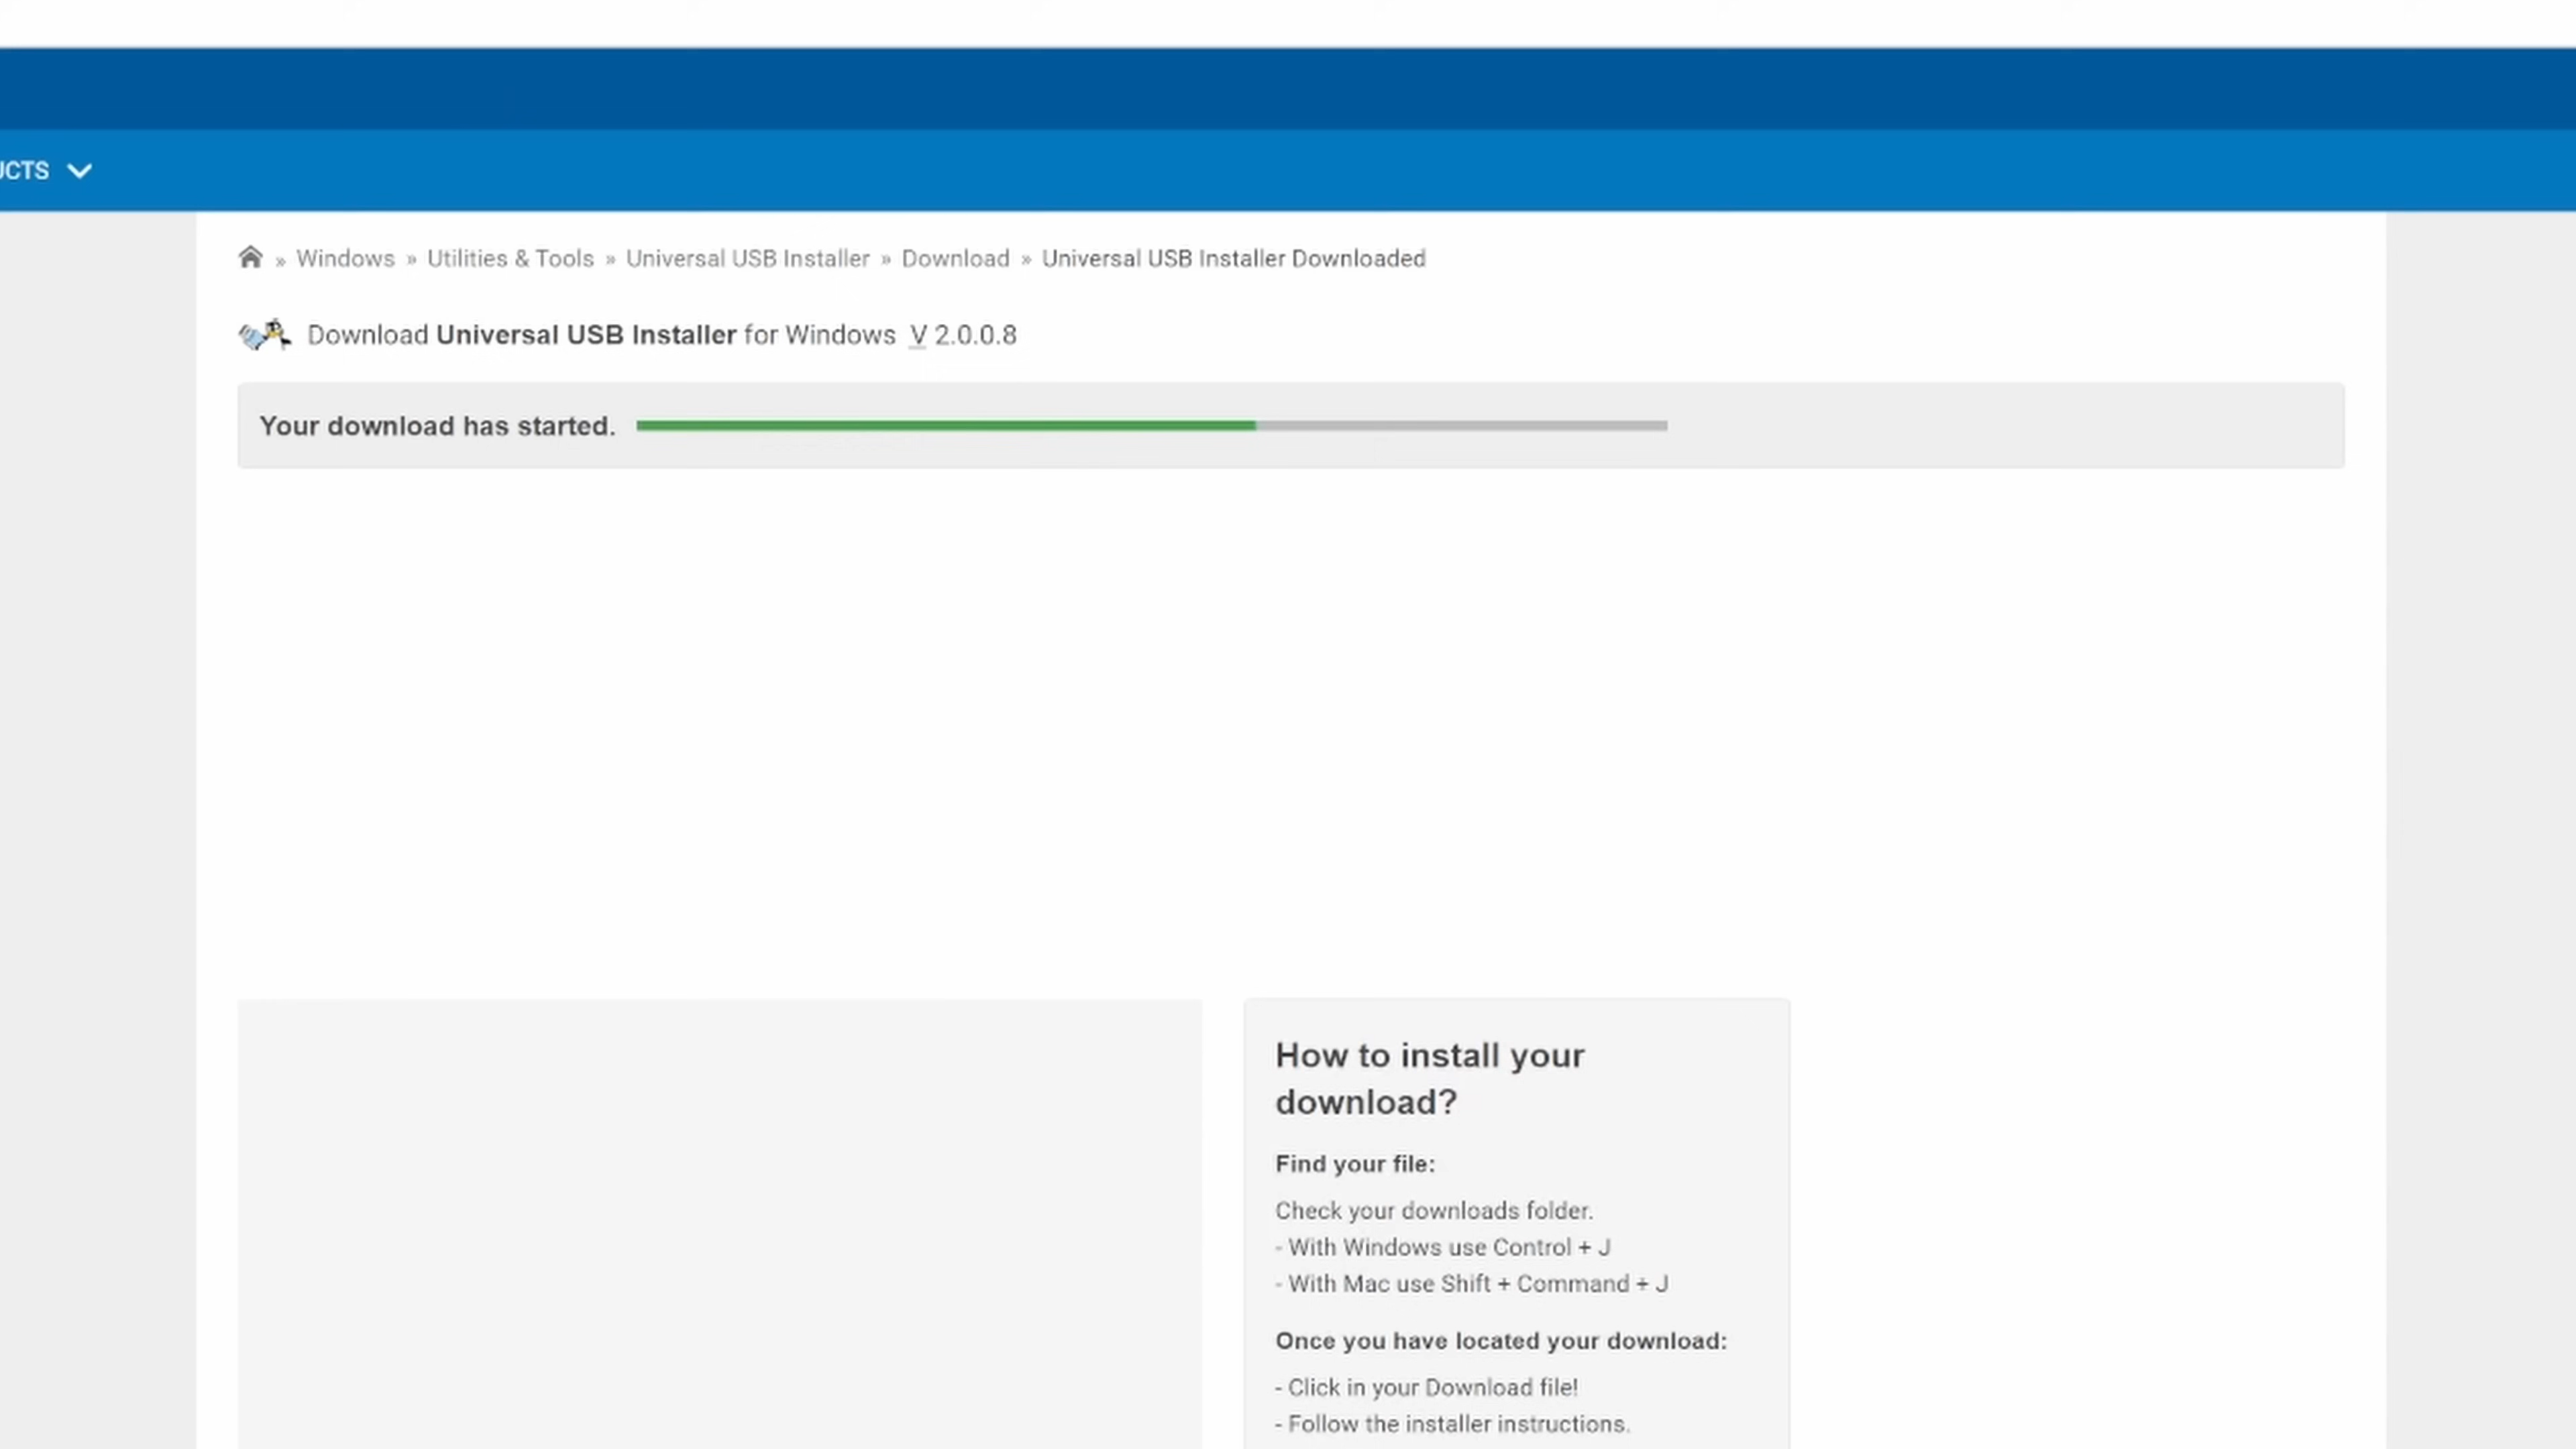 » Windows » Utilities & Tools » Universal USB Installer » Download » Universal USB Installer Downloaded
Download Universal USB Installer for Windows V 2.0.0.8
Your download has started.
How to install your
download?
Find your file:
Check your downloads folder.
- With Windows use Control + J
- With Mac use Shift + Command + J
Once you have located your download:
- Click in your Download file!
- Follow the installer instructions.